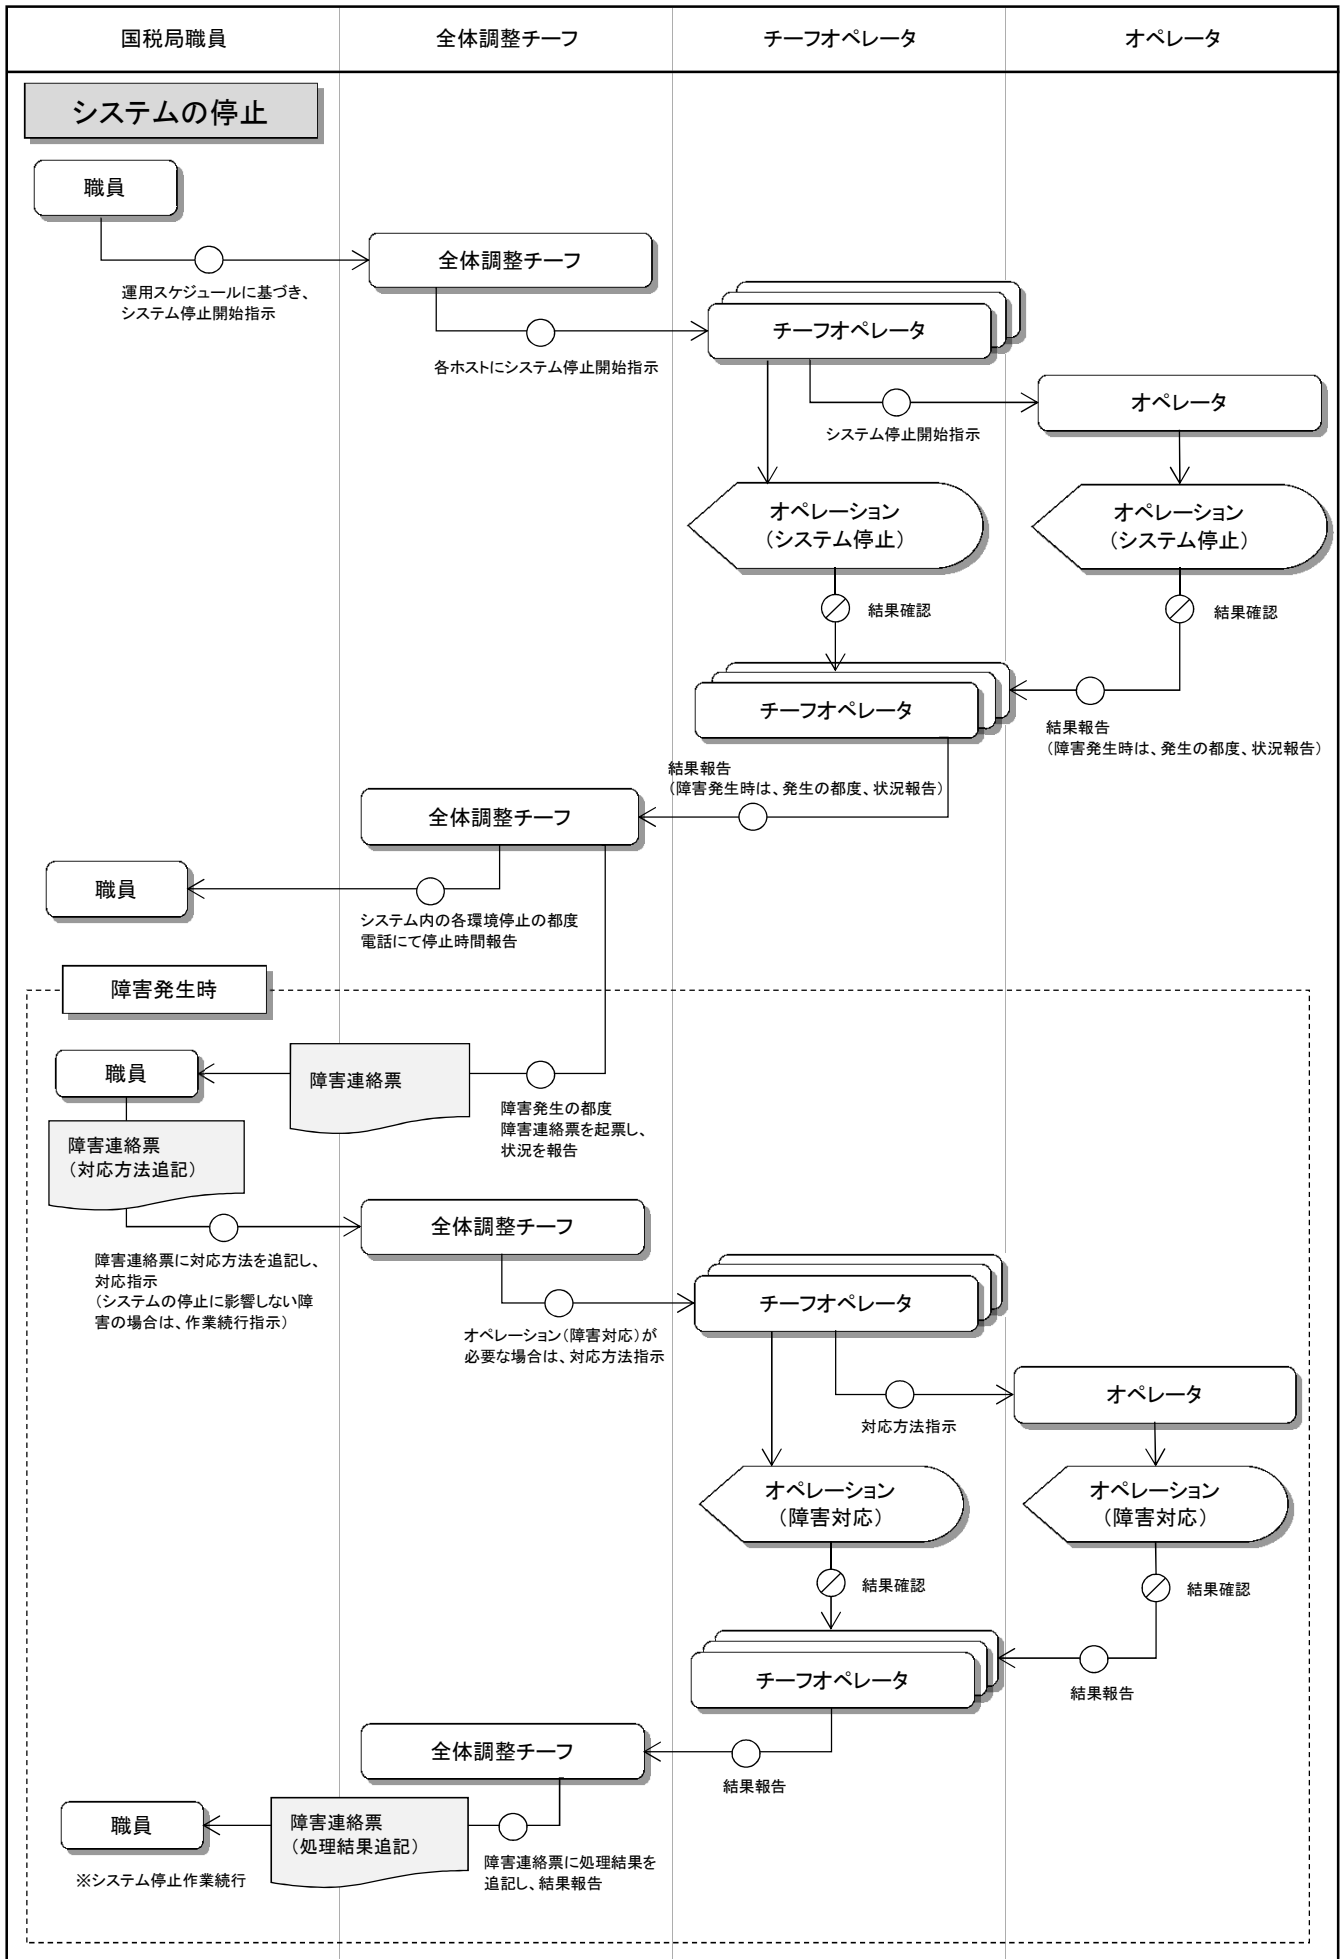 国税局職員
全体調整チーフ
チーフオペレータ
オペレータ
システムの停止
職員
全体調整チーフ
運用スケジュールに基づき、
システム停止開始指示
チーフオペレータ
各ホストにシステム停止開始指示
オペレータ
システム停止開始指示
オペレーション
（システム停止）
オペレーション
（システム停止）
結果確認
結果確認
チーフオペレータ
結果報告
（障害発生時は、発生の都度、状況報告）
結果報告
（障害発生時は、発生の都度、状況報告）
全体調整チーフ
職員
システム内の各環境停止の都度
電話にて停止時間報告
障害発生時
職員
障害連絡票
障害発生の都度
障害連絡票を起票し、
状況を報告
障害連絡票
（対応方法追記）
全体調整チーフ
障害連絡票に対応方法を追記し、
対応指示
（システムの停止に影響しない障
害の場合は、作業続行指示）
チーフオペレータ
オペレーション（障害対応）が
必要な場合は、対応方法指示
オペレータ
対応方法指示
オペレーション
（障害対応）
オペレーション
（障害対応）
結果確認
結果確認
チーフオペレータ
結果報告
全体調整チーフ
結果報告
職員
障害連絡票
（処理結果追記）
障害連絡票に処理結果を
追記し、結果報告
※システム停止作業続行